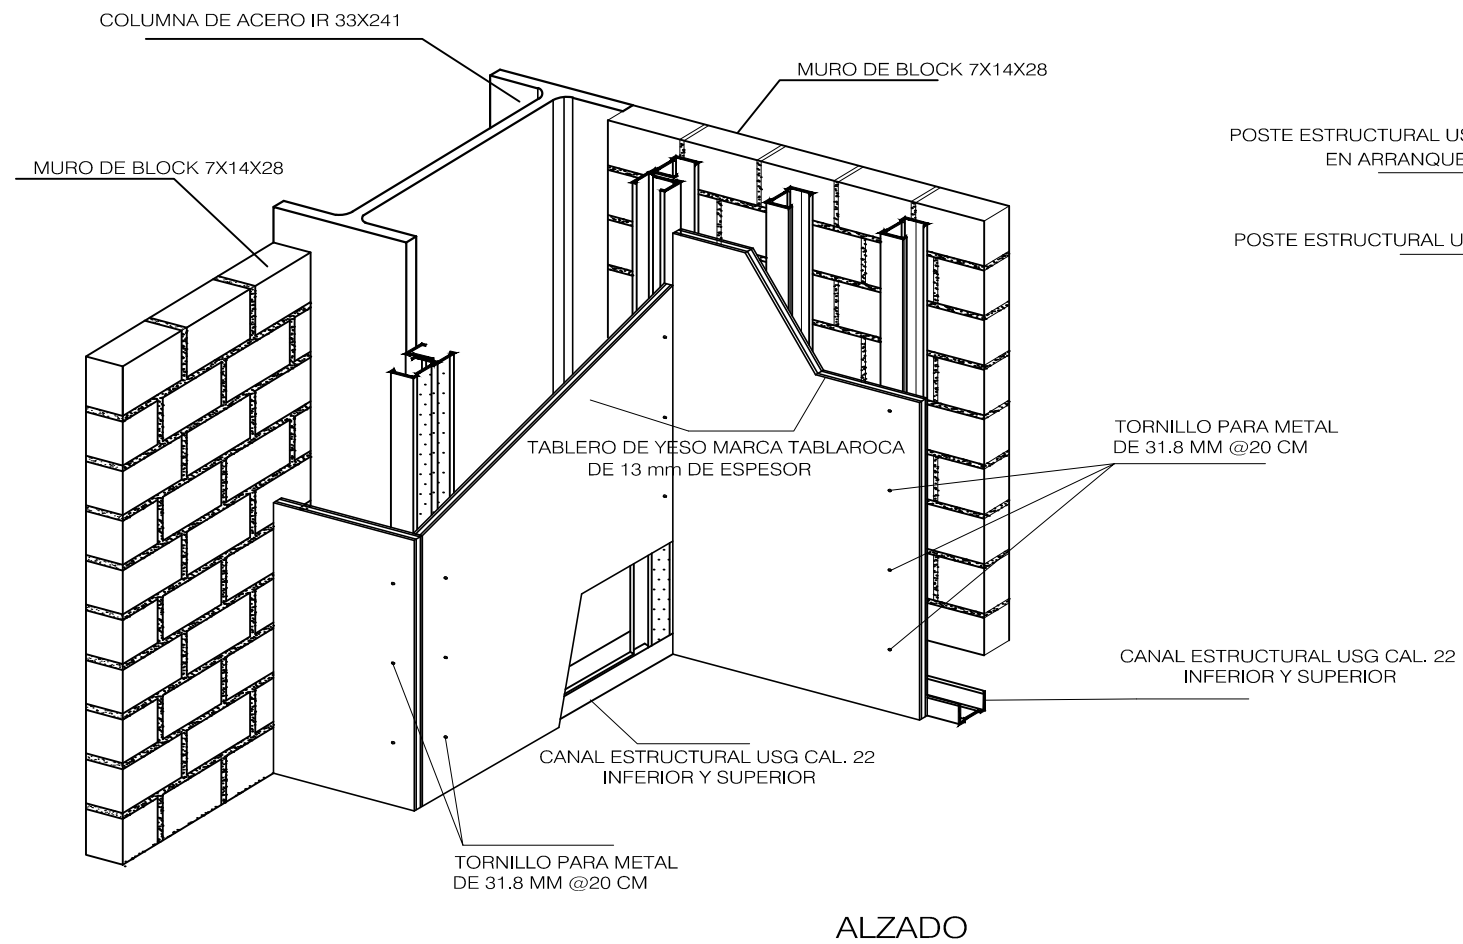 COLUMNA DE ACERO IR 33X241
MURO DE BLOCK 7X14X28
MURO DE BLOCK 7X14X28
POSTE ESTRUCTURAL
EN ARRANQUE
POSTE ESTRUCTURAL
TABLERO DE YESO MARCA TABLAROCA
DE 13 mm DE ESPESOR
TORNILLO PARA METAL
DE 31.8 MM @20 CM
CANAL ESTRUCTURAL USG CAL. 22
INFERIOR Y SUPERIOR
CANAL ESTRUCTURAL USG CAL. 22
INFERIOR Y SUPERIOR
TORNILLO PARA METAL
DE 31.8 MM @20 CM
ALZADO